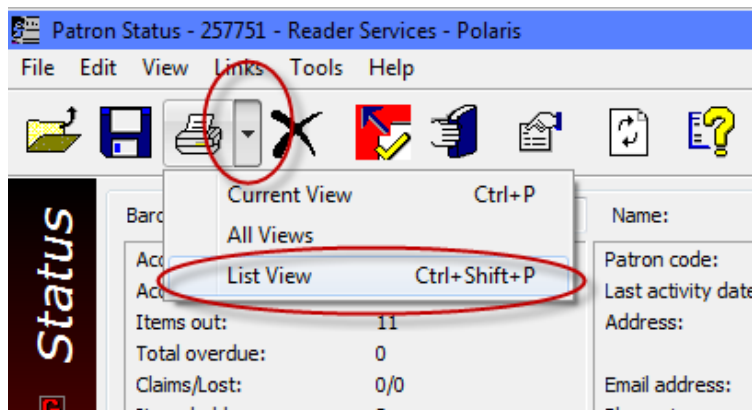 Patron Status - 257751 - Reader Services - Polaris
File Edit View Links Tools Help
Current View Ctrl+P
All Views
List View Ctrl+Shift+P
Status
Name:
Patron code:
Last activity date
Items out: 11
Address:
Total overdue: 0
Claims/Lost: 0/0
Email address: